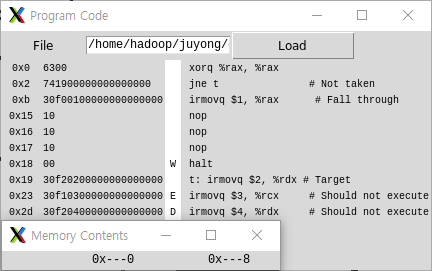 Program Code
File /home/hadoop/juyong/ Load
0x0 6300 xorq %rax, %rax
0x2 741900000000000000 jne t # Not taken
0xb 30f00100000000000000 irmovq $1, %rax # Fall through
0x15 10 nop
0x16 10 nop
0x17 10 nop
0x18 00 W halt
0x19 30f20200000000000000 t: irmovq $2, %rdx # Target
0x23 30f10300000000000000 E irmovq $3, %rcx # Should not execute
0x2d 30f20400000000000000 D irmovq $4, %rdx # Should not execute
Memory Contents
0x---0 0x---8